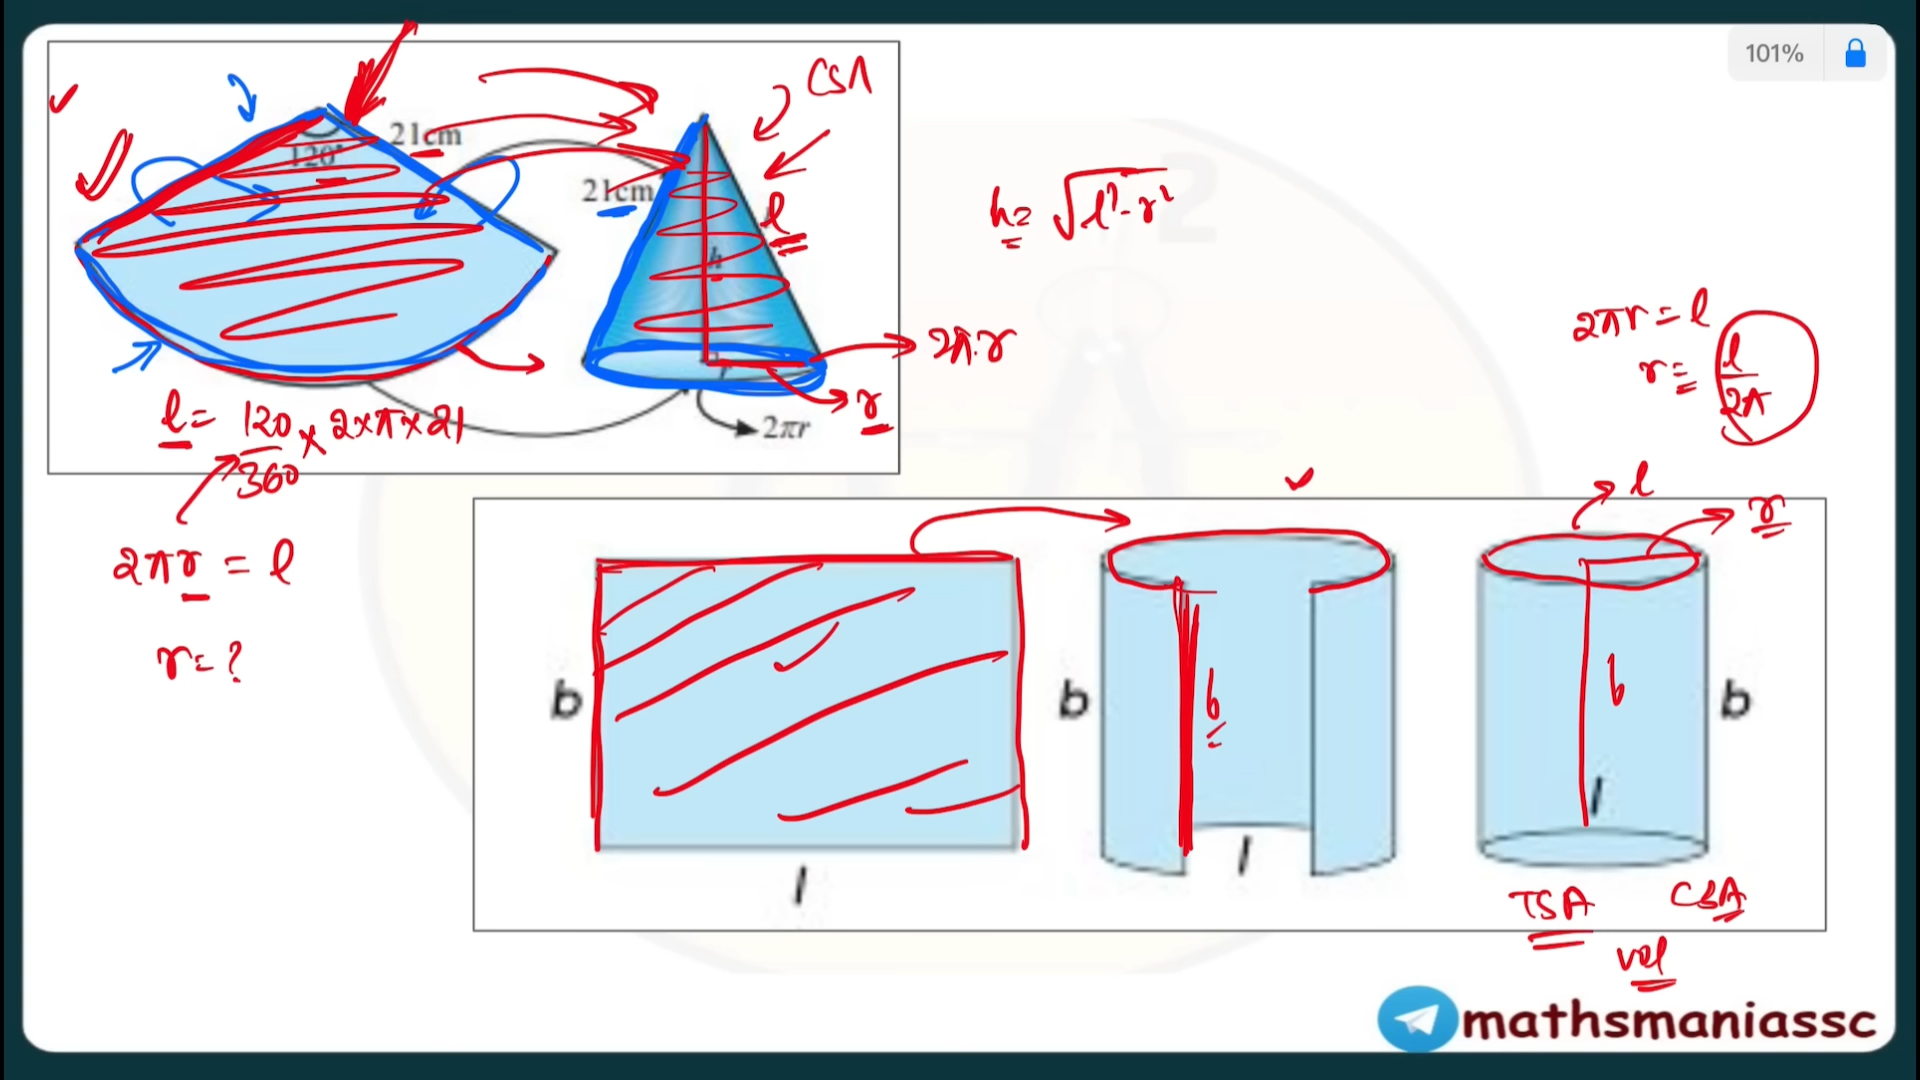 101%
CSA
120°
21cm
21cm
l
h
h = √l² - r²
r
2π.r
r
2πr
l = 120/360 × 2×π×21
2πr = l
r = ?
2πr = l
r = l/2π
l
r
b
l
b
b
l
b
b
l
TSA
CSA
vol
mathsmaniassc